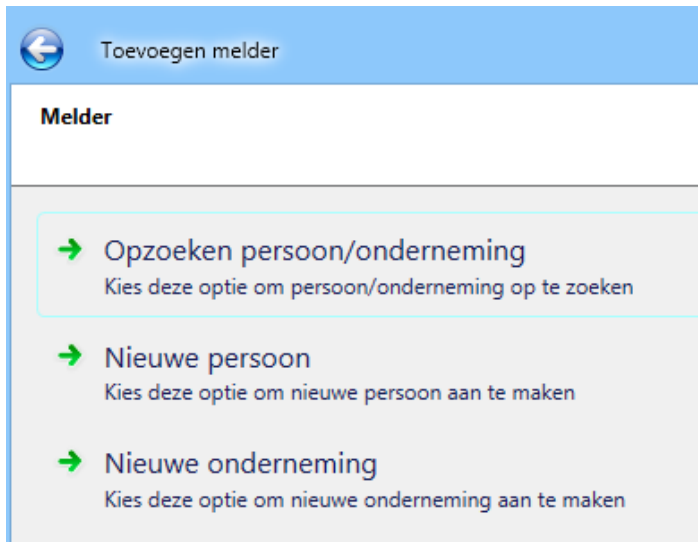 Toevoegen melder
Melder
Opzoeken persoon/onderneming
Kies deze optie om persoon/onderneming op te zoeken
Nieuwe persoon
Kies deze optie om nieuwe persoon aan te maken
Nieuwe onderneming
Kies deze optie om nieuwe onderneming aan te maken